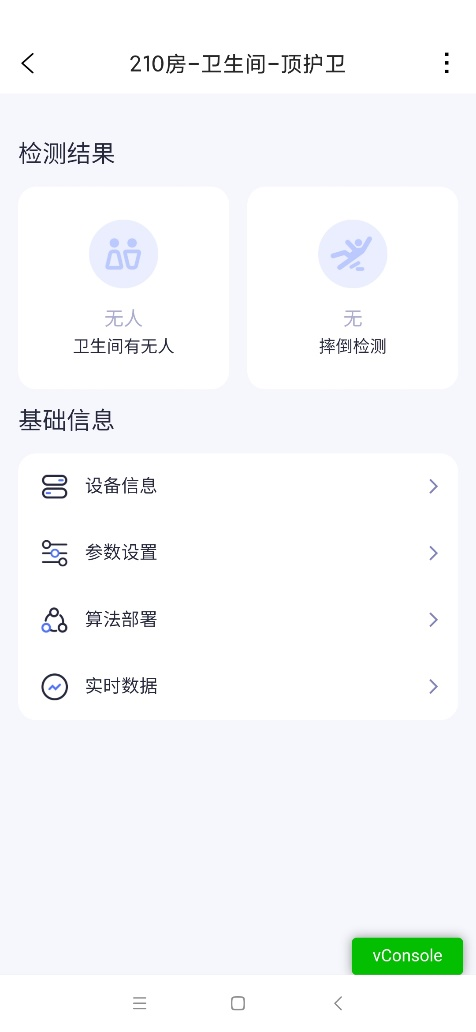 210房-卫生间-顶护卫
检测结果
无人
卫生间有无人
无
摔倒检测
基础信息
设备信息
参数设置
算法部署
实时数据
vConsole